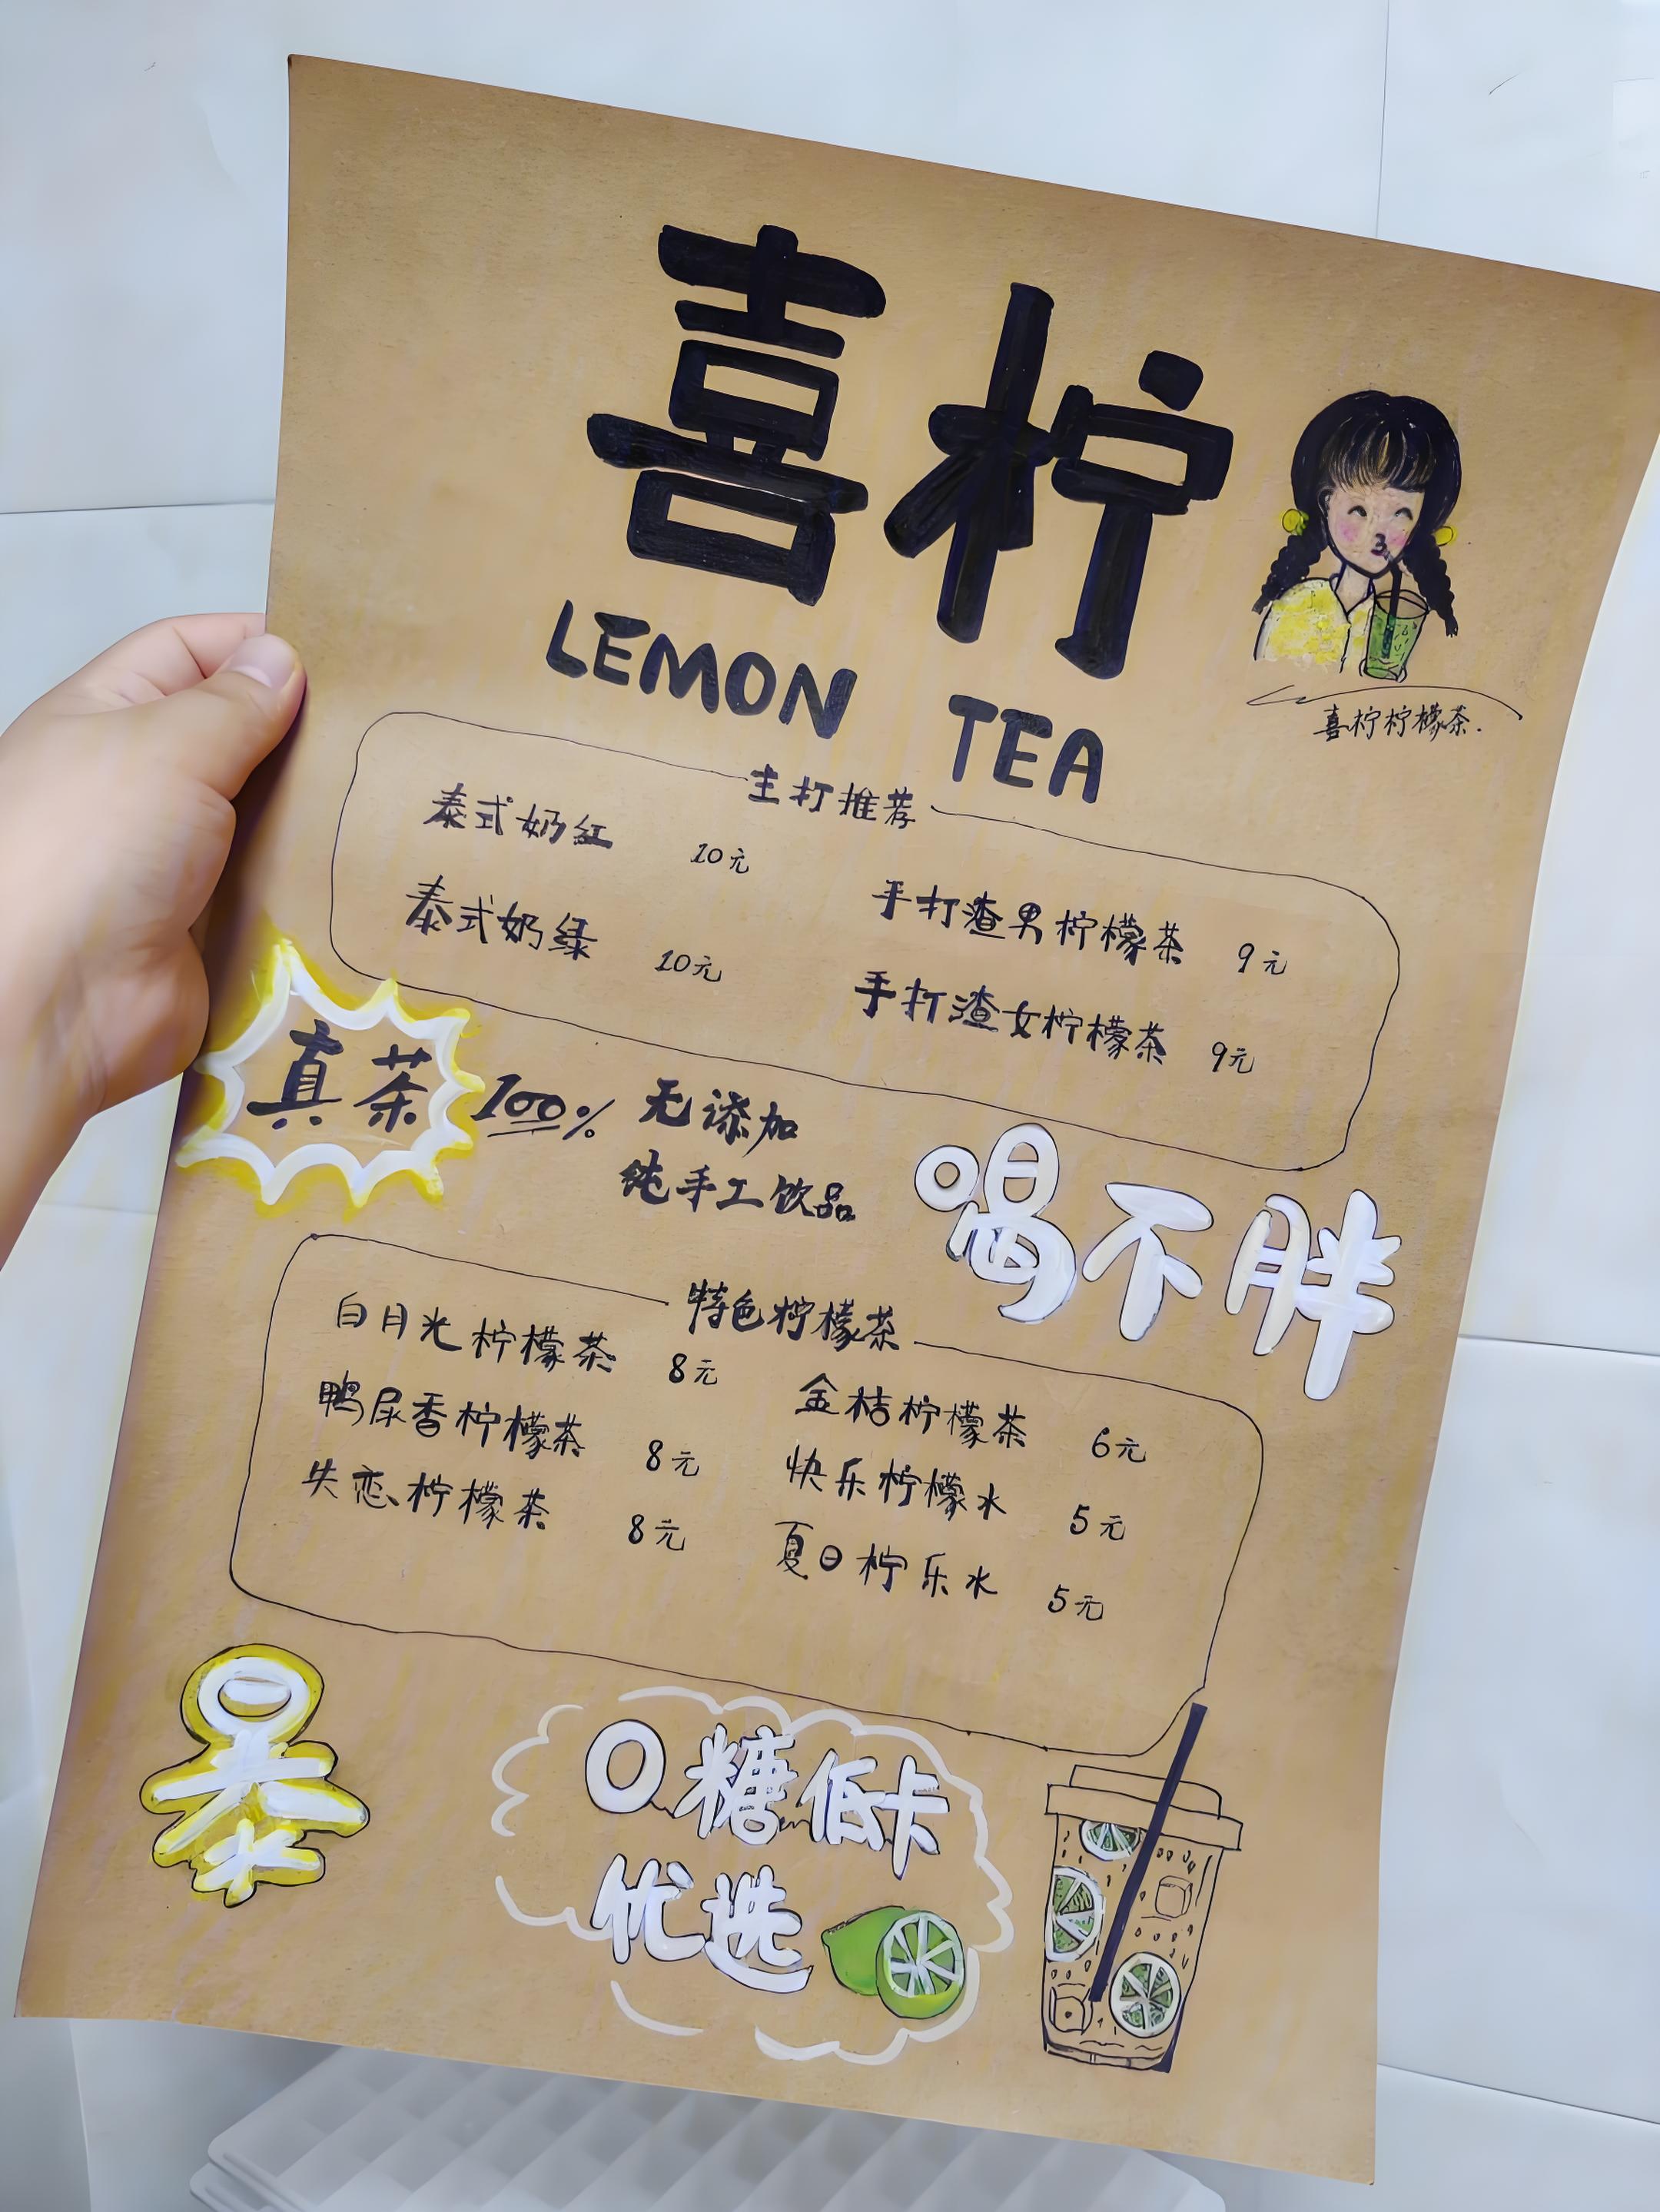 喜柠
LEMON TEA
喜柠柠檬茶.
主打推荐
泰式奶红 10元
泰式奶绿 10元
手打渣男柠檬茶 9元
手打渣女柠檬茶 9元
真茶 100% 无添加
纯手工饮品
喝不胖
特色柠檬茶
白月光柠檬茶 8元
鸭屎香柠檬茶 8元
失恋柠檬茶 8元
金桔柠檬茶 6元
快乐柠檬水 5元
夏日柠乐水 5元
0糖低卡
优选